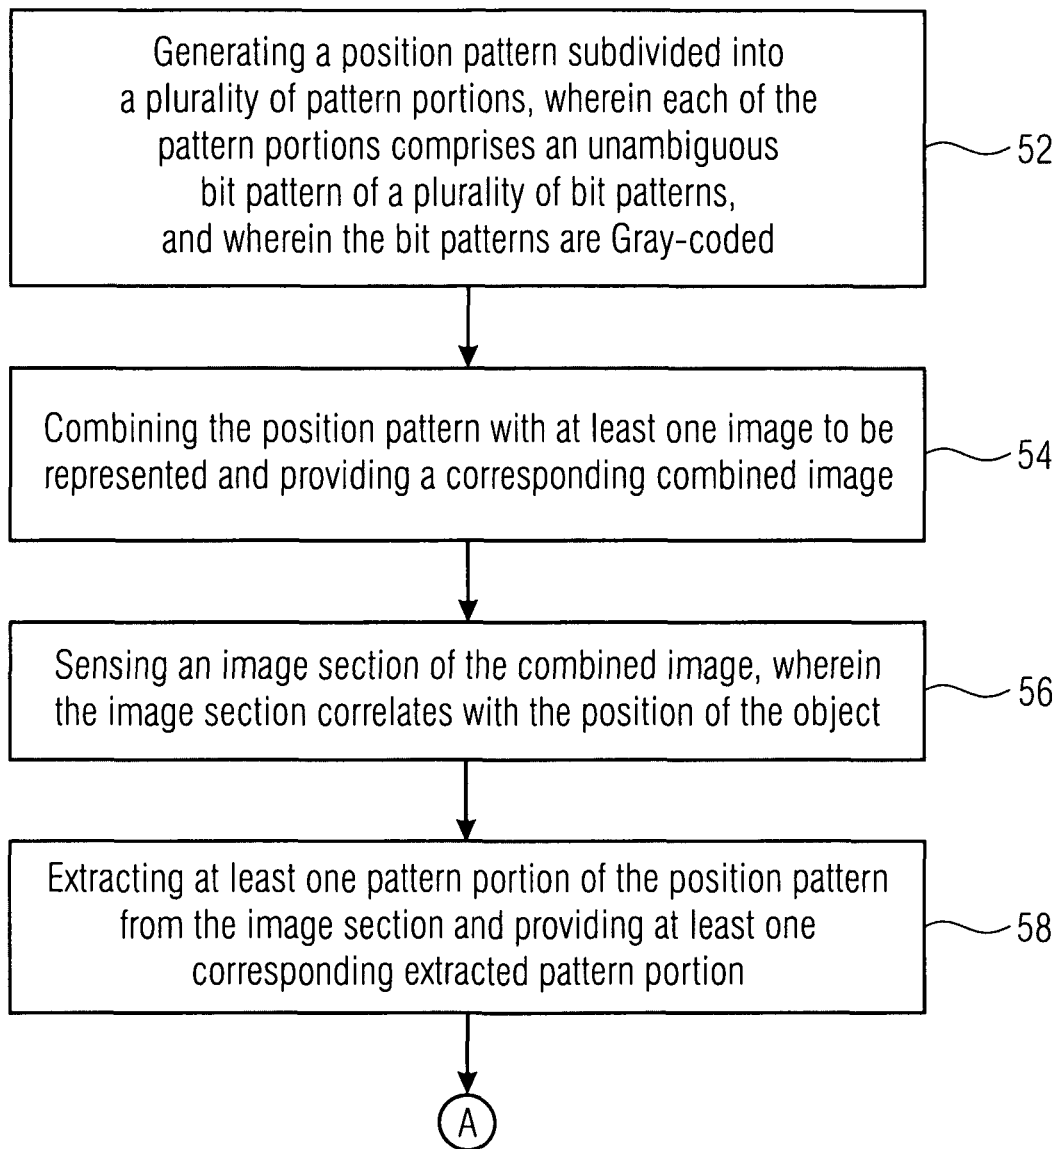 Generating a position pattern subdivided into
a plurality of pattern portions, wherein each of the
pattern portions comprises an unambiguous
bit pattern of a plurality of bit patterns,
and wherein the bit patterns are Gray-coded
52
Combining the position pattern with at least one image to be
represented and providing a corresponding combined image
54
Sensing an image section of the combined image, wherein
the image section correlates with the position of the object
56
Extracting at least one pattern portion of the position pattern
from the image section and providing at least one
corresponding extracted pattern portion
58
A